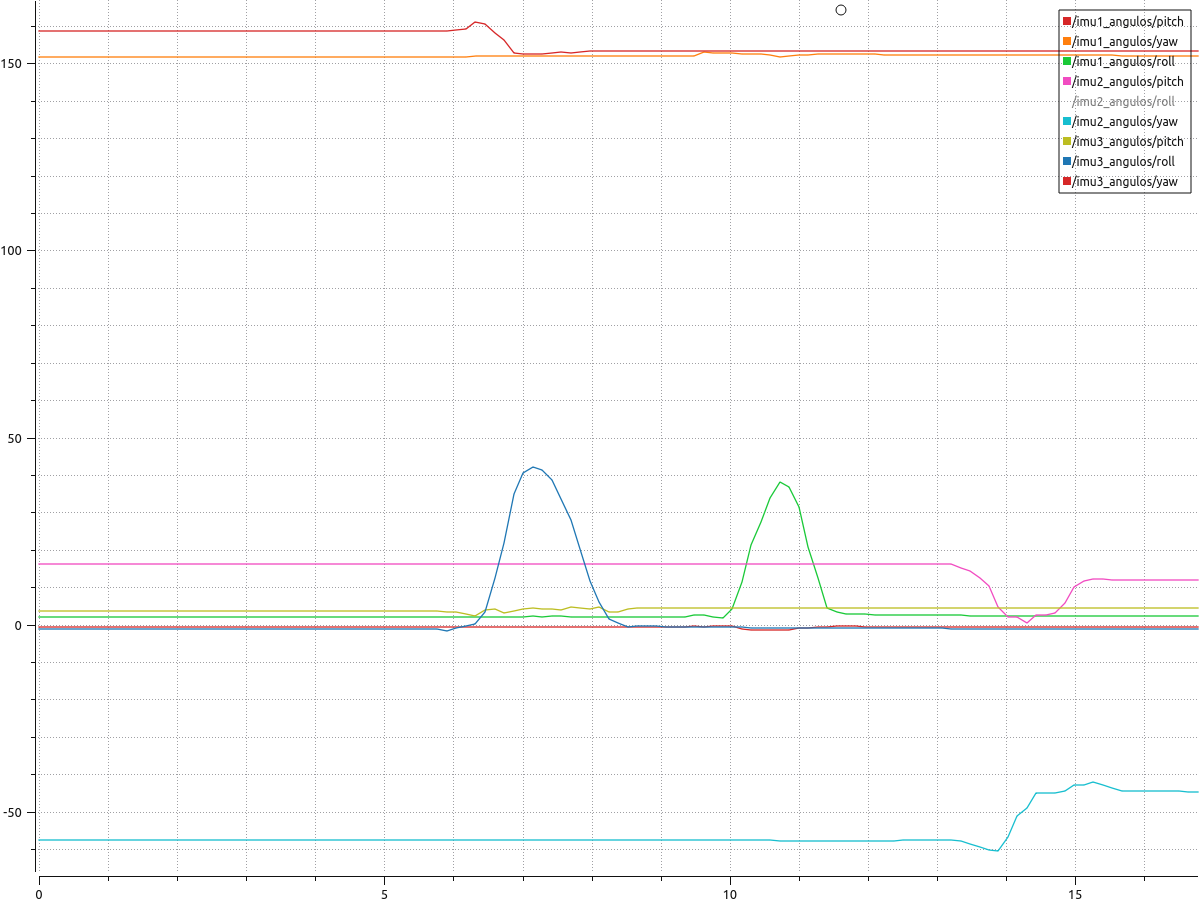 /imu1_angulos/pitch
/imu1_angulos/yaw
/imu1_angulos/roll
/imu2_angulos/pitch
/imu2_angulos/roll
/imu2_angulos/yaw
/imu3_angulos/pitch
/imu3_angulos/roll
/imu3_angulos/yaw
150
100
50
0
-50
0 5 10 15